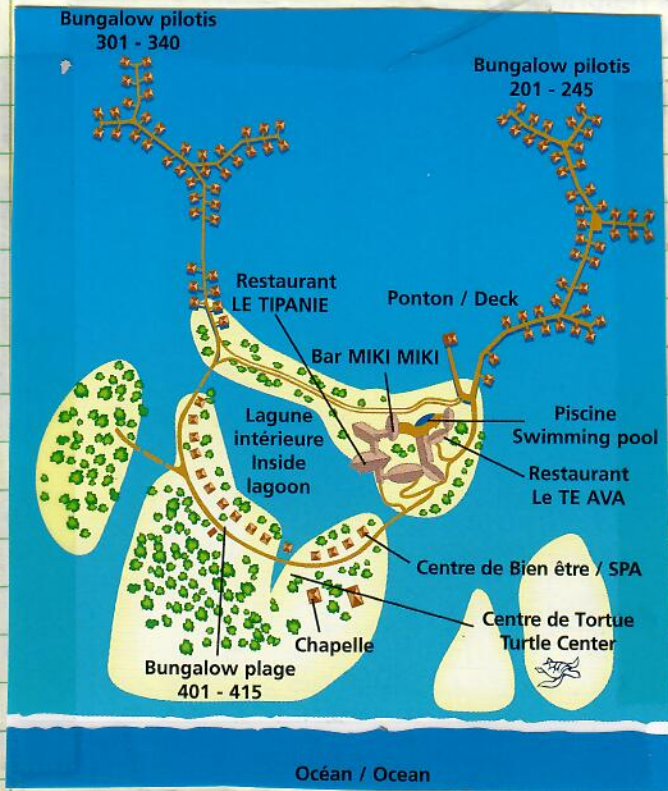 Bungalow pilotis
301 - 340
Bungalow pilotis
201 - 245
Restaurant
LE TIPANIE
Ponton / Deck
Bar MIKI MIKI
Lagune
intérieure
Inside
lagoon
Piscine
Swimming pool
Restaurant
Le TE AVA
Centre de Bien être / SPA
Centre de Tortue
Turtle Center
Chapelle
Bungalow plage
401 - 415
Océan / Ocean